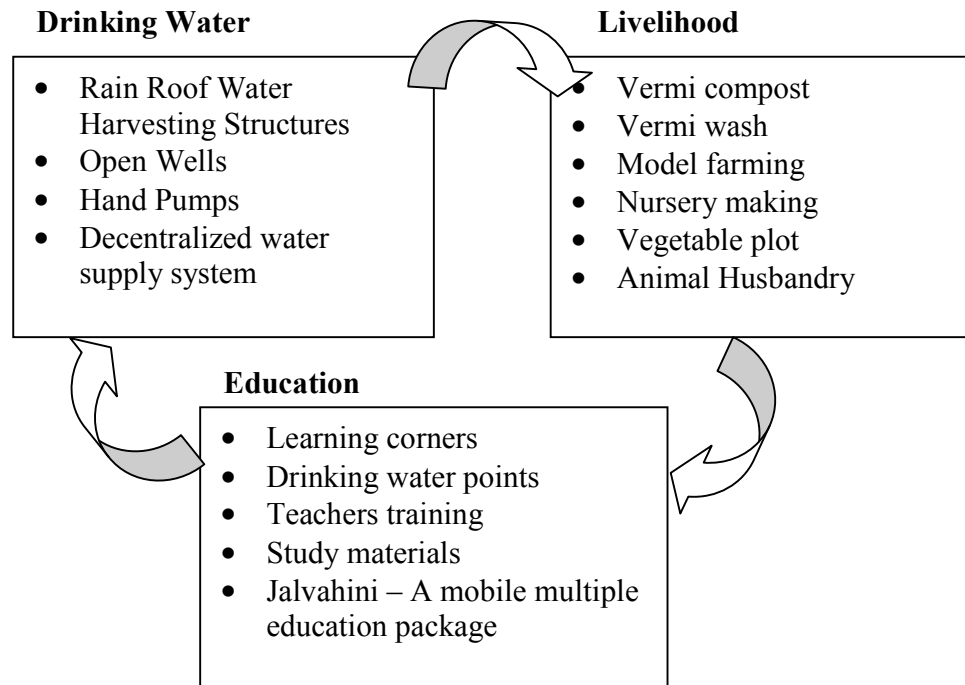 Drinking Water
• Rain Roof Water
Harvesting Structures
• Open Wells
• Hand Pumps
• Decentralized water
supply system
Livelihood
• Vermi compost
• Vermi wash
• Model farming
• Nursery making
• Vegetable plot
• Animal Husbandry
Education
• Learning corners
• Drinking water points
• Teachers training
• Study materials
• Jalvahini – A mobile multiple
education package